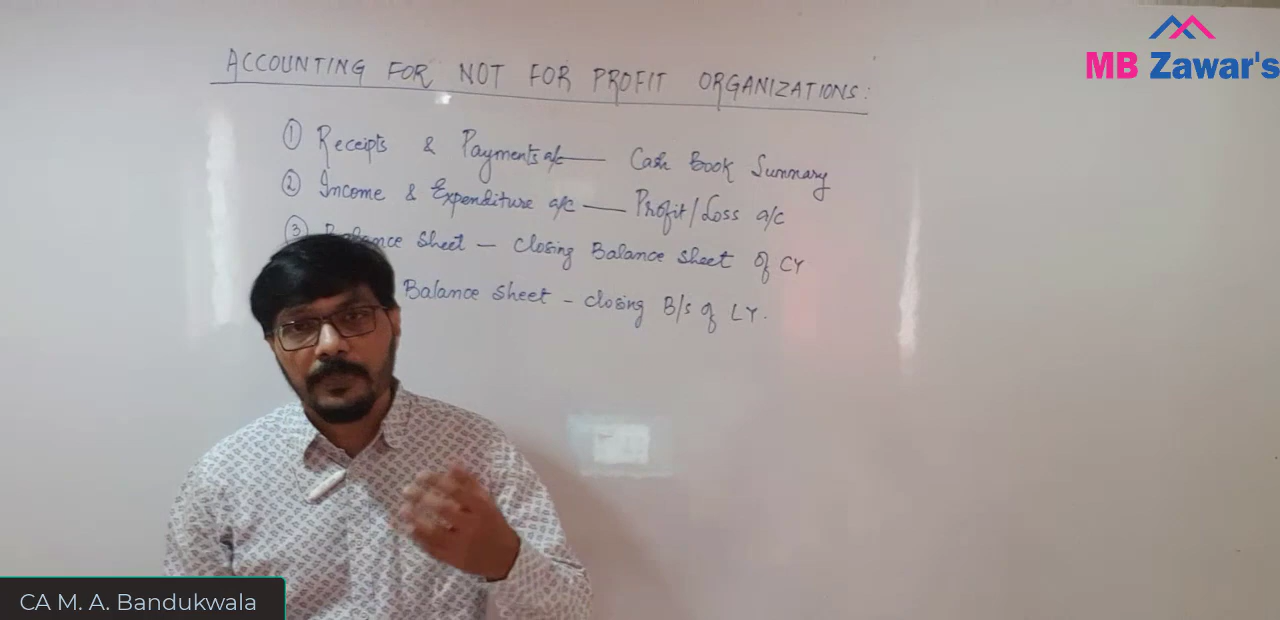 MB Zawar's
ACCOUNTING FOR NOT FOR PROFIT ORGANIZATIONS:
① Receipts & Payments a/c — Cash Book Summary
② Income & Expenditure a/c — Profit/Loss a/c
③ Balance Sheet — Closing Balance Sheet of CY
Balance Sheet - closing B/s of LY.
CA M. A. Bandukwala